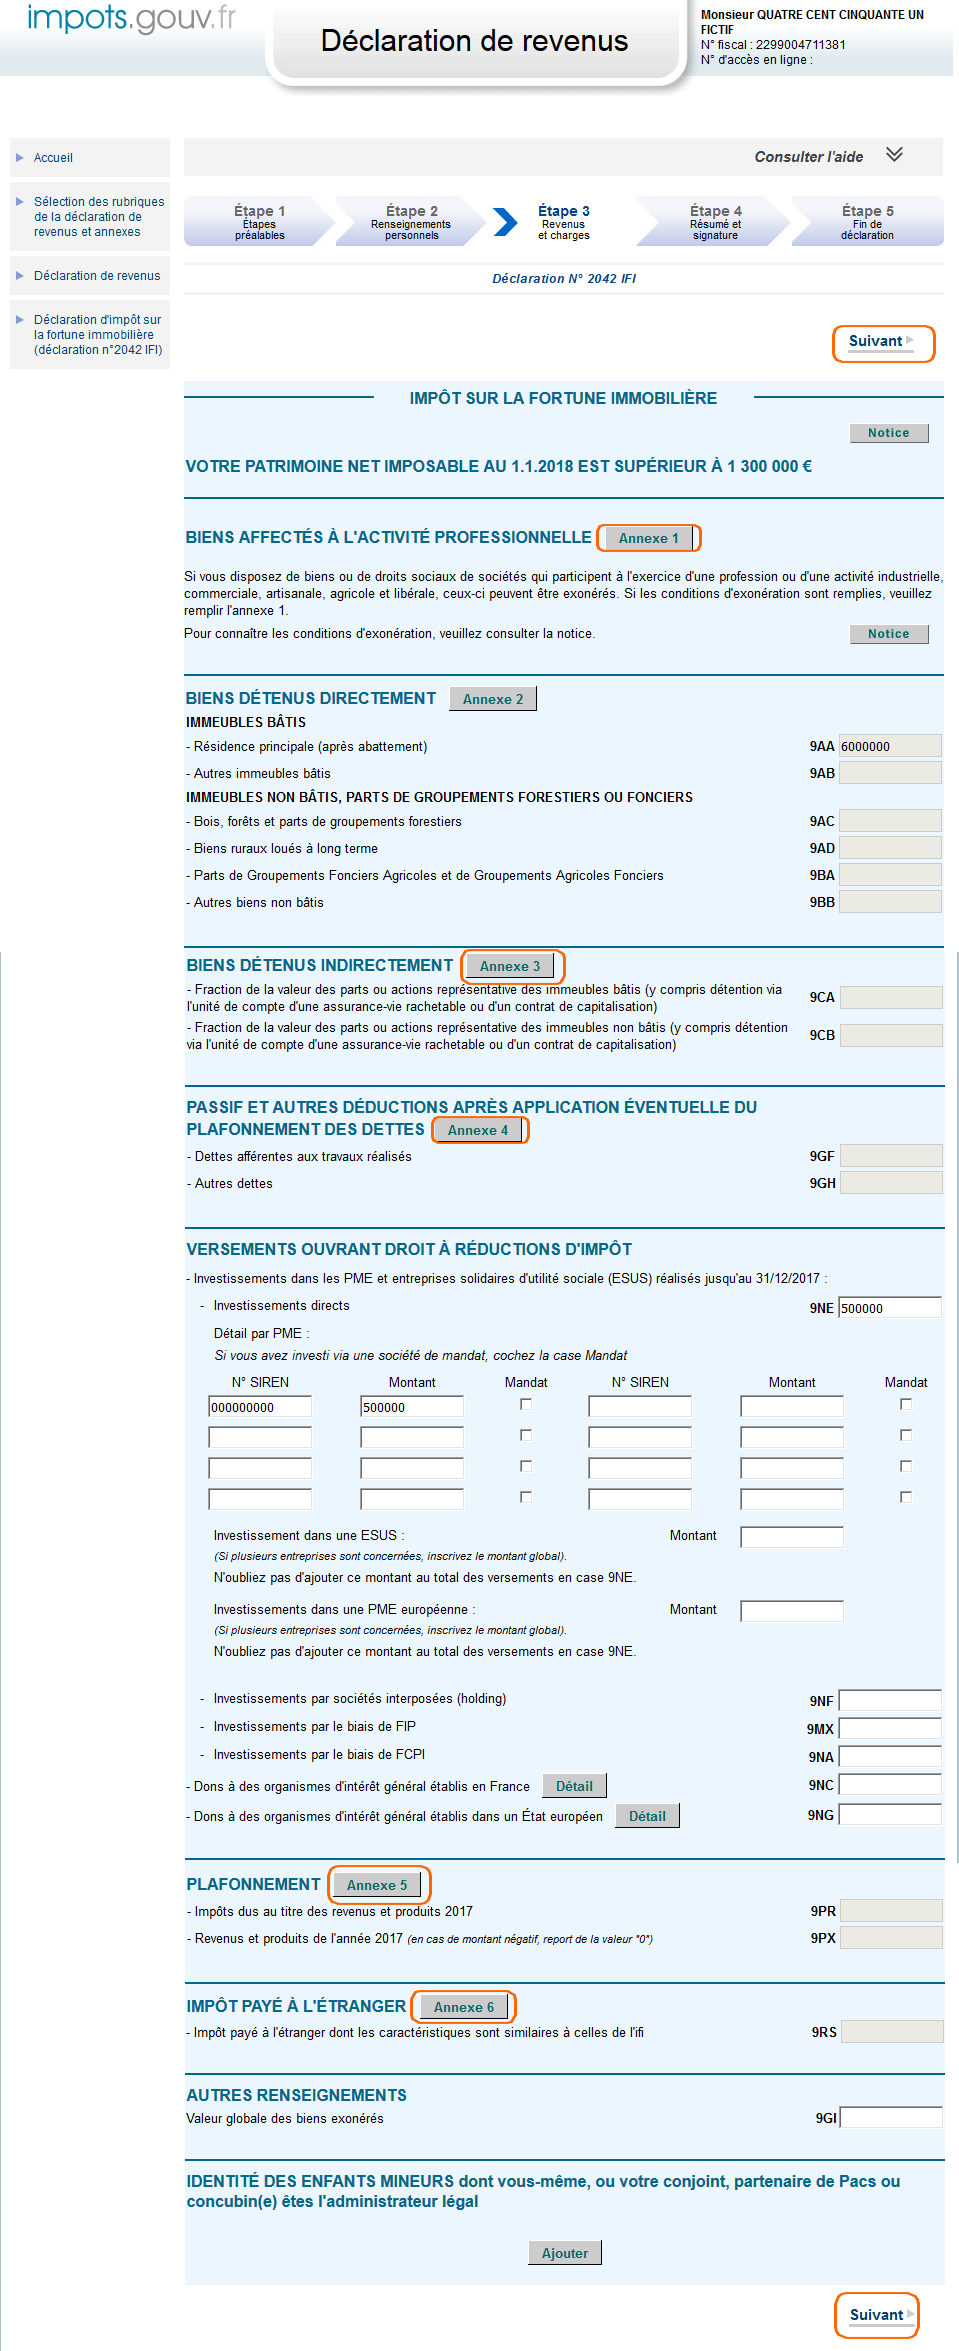 impots.gouv.fr
Déclaration de revenus
Monsieur QUATRE CENT CINQUANTE UN
FICTIF
N° fiscal : 2299004711381
N° d'accès en ligne :
Accueil
Sélection des rubriques
de la déclaration de
revenus et annexes
Déclaration de revenus
Déclaration d'impôt sur
la fortune immobilière
(déclaration n°2042 IFI)
Consulter l'aide
Étape 1
Étapes
préalables
Étape 2
Renseignements
personnels
Étape 3
Revenus
et charges
Étape 4
Résumé et
signature
Étape 5
Fin de
déclaration
Déclaration N° 2042 IFI
Suivant
IMPÔT SUR LA FORTUNE IMMOBILIÈRE
Notice
VOTRE PATRIMOINE NET IMPOSABLE AU 1.1.2018 EST SUPÉRIEUR À 1 300 000 €
BIENS AFFECTÉS À L'ACTIVITÉ PROFESSIONNELLE Annexe 1
Si vous disposez de biens ou de droits sociaux de sociétés qui participent à l'exercice d'une profession ou d'une activité industrielle,
commerciale, artisanale, agricole et libérale, ceux-ci peuvent être exonérés. Si les conditions d'exonération sont remplies, veuillez
remplir l'annexe 1.
Pour connaître les conditions d'exonération, veuillez consulter la notice. Notice
BIENS DÉTENUS DIRECTEMENT Annexe 2
IMMEUBLES BÂTIS
- Résidence principale (après abattement) 9AA 6000000
- Autres immeubles bâtis 9AB
IMMEUBLES NON BÂTIS, PARTS DE GROUPEMENTS FORESTIERS OU FONCIERS
- Bois, forêts et parts de groupements forestiers 9AC
- Biens ruraux loués à long terme 9AD
- Parts de Groupements Fonciers Agricoles et de Groupements Agricoles Fonciers 9BA
- Autres biens non bâtis 9BB
BIENS DÉTENUS INDIRECTEMENT Annexe 3
- Fraction de la valeur des parts ou actions représentative des immeubles bâtis (y compris détention via
l'unité de compte d'une assurance-vie rachetable ou d'un contrat de capitalisation) 9CA
- Fraction de la valeur des parts ou actions représentative des immeubles non bâtis (y compris détention
via l'unité de compte d'une assurance-vie rachetable ou d'un contrat de capitalisation) 9CB
PASSIF ET AUTRES DÉDUCTIONS APRÈS APPLICATION ÉVENTUELLE DU
PLAFONNEMENT DES DETTES Annexe 4
- Dettes afférentes aux travaux réalisés 9GF
- Autres dettes 9GH
VERSEMENTS OUVRANT DROIT À RÉDUCTIONS D'IMPÔT
- Investissements dans les PME et entreprises solidaires d'utilité sociale (ESUS) réalisés jusqu'au 31/12/2017 :
- Investissements directs 9NE 500000
Détail par PME :
Si vous avez investi via une société de mandat, cochez la case Mandat
N° SIREN Montant Mandat N° SIREN Montant Mandat
000000000 500000
Investissement dans une ESUS : Montant
(Si plusieurs entreprises sont concernées, inscrivez le montant global).
N'oubliez pas d'ajouter ce montant au total des versements en case 9NE.
Investissements dans une PME européenne : Montant
(Si plusieurs entreprises sont concernées, inscrivez le montant global).
N'oubliez pas d'ajouter ce montant au total des versements en case 9NE.
- Investissements par sociétés interposées (holding) 9NF
- Investissements par le biais de FIP 9MX
- Investissements par le biais de FCPI 9NA
- Dons à des organismes d'intérêt général établis en France Détail 9NC
- Dons à des organismes d'intérêt général établis dans un État européen Détail 9NG
PLAFONNEMENT Annexe 5
- Impôts dus au titre des revenus et produits 2017 9PR
- Revenus et produits de l'année 2017 (en cas de montant négatif, report de la valeur "0") 9PX
IMPÔT PAYÉ À L'ÉTRANGER Annexe 6
- Impôt payé à l'étranger dont les caractéristiques sont similaires à celles de l'ifi 9RS
AUTRES RENSEIGNEMENTS
Valeur globale des biens exonérés 9GI
IDENTITÉ DES ENFANTS MINEURS dont vous-même, ou votre conjoint, partenaire de Pacs ou
concubin(e) êtes l'administrateur légal
Ajouter
Suivant